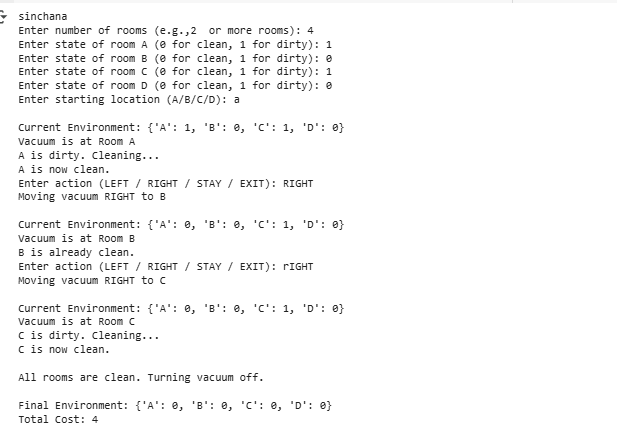 sinchana
Enter number of rooms (e.g.,2  or more rooms): 4
Enter state of room A (0 for clean, 1 for dirty): 1
Enter state of room B (0 for clean, 1 for dirty): 0
Enter state of room C (0 for clean, 1 for dirty): 1
Enter state of room D (0 for clean, 1 for dirty): 0
Enter starting location (A/B/C/D): a
Current Environment: {'A': 1, 'B': 0, 'C': 1, 'D': 0}
Vacuum is at Room A
A is dirty. Cleaning...
A is now clean.
Enter action (LEFT / RIGHT / STAY / EXIT): RIGHT
Moving vacuum RIGHT to B
Current Environment: {'A': 0, 'B': 0, 'C': 1, 'D': 0}
Vacuum is at Room B
B is already clean.
Enter action (LEFT / RIGHT / STAY / EXIT): rIGHT
Moving vacuum RIGHT to C
Current Environment: {'A': 0, 'B': 0, 'C': 1, 'D': 0}
Vacuum is at Room C
C is dirty. Cleaning...
C is now clean.
All rooms are clean. Turning vacuum off.
Final Environment: {'A': 0, 'B': 0, 'C': 0, 'D': 0}
Total Cost: 4